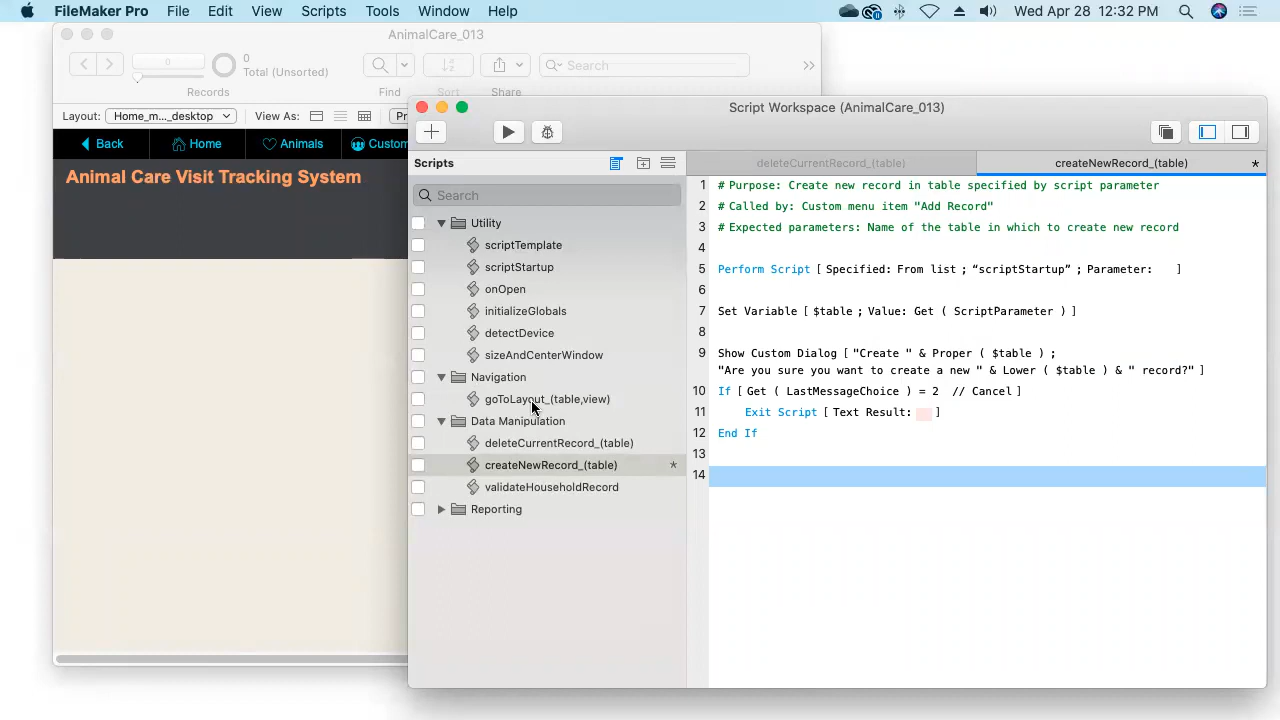 FileMaker Pro File Edit View Scripts Tools Window Help Wed Apr 28 12:32 PM
AnimalCare_013
0
0
Total (Unsorted)
Search
Records Find Sort Share
Layout: Home_m..._desktop View As: Pr
Back Home Animals Custom
Animal Care Visit Tracking System
Script Workspace (AnimalCare_013)
Scripts
Search
Utility
scriptTemplate
scriptStartup
onOpen
initializeGlobals
detectDevice
sizeAndCenterWindow
Navigation
goToLayout_(table,view)
Data Manipulation
deleteCurrentRecord_(table)
createNewRecord_(table) *
validateHouseholdRecord
Reporting
deleteCurrentRecord_(table) createNewRecord_(table) *
1 # Purpose: Create new record in table specified by script parameter
2 # Called by: Custom menu item "Add Record"
3 # Expected parameters: Name of the table in which to create new record
4
5 Perform Script [ Specified: From list ; “scriptStartup” ; Parameter: ]
6
7 Set Variable [ $table ; Value: Get ( ScriptParameter ) ]
8
9 Show Custom Dialog [ "Create " & Proper ( $table ) ;
"Are you sure you want to create a new " & Lower ( $table ) & " record?" ]
10 If [ Get ( LastMessageChoice ) = 2 // Cancel ]
11 Exit Script [ Text Result: ]
12 End If
13
14